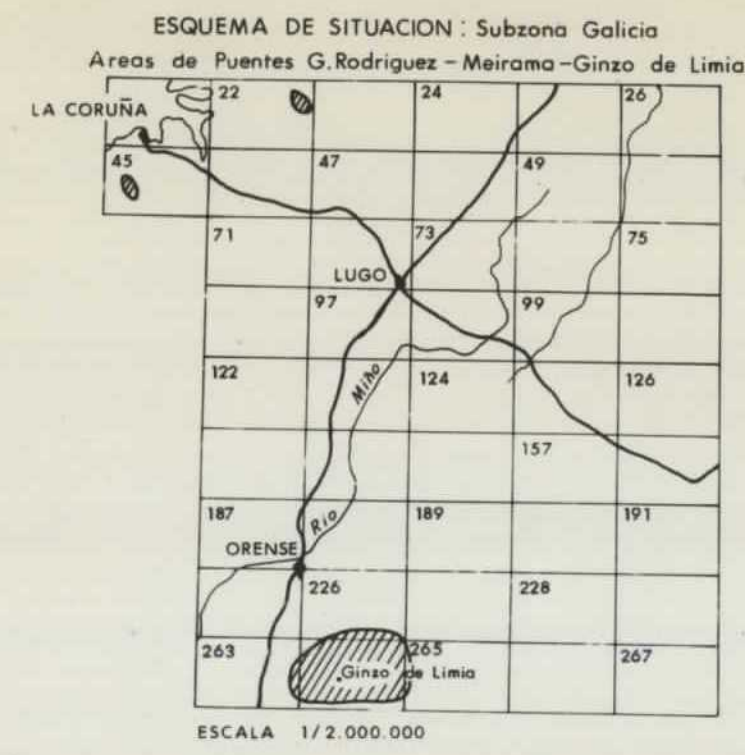 ESQUEMA DE SITUACION : Subzona Galicia
Areas de Puentes G.Rodriguez - Meirama - Ginzo de Limia
22
24
26
LA CORUÑA
45
47
49
71
73
75
LUGO
97
99
122
Miño
124
126
157
187
Rio
189
191
ORENSE
226
228
263
265
267
Ginzo de Limia
ESCALA 1/2.000.000